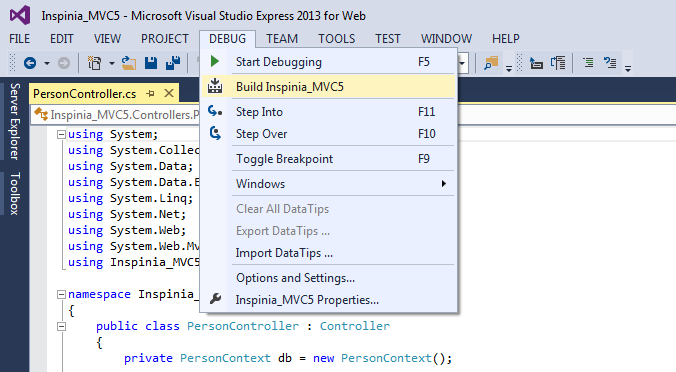 Inspinia_MVC5 - Microsoft Visual Studio Express 2013 for Web
FILE EDIT VIEW PROJECT DEBUG TEAM TOOLS TEST WINDOW HELP
Start Debugging F5
Build Inspinia_MVC5
Step Into F11
Step Over F10
Toggle Breakpoint F9
Windows
Clear All DataTips
Export DataTips ...
Import DataTips ...
Options and Settings...
Inspinia_MVC5 Properties...
Server Explorer
Toolbox
PersonController.cs
Inspinia_MVC5.Controllers.P
using System;
using System.Collec
using System.Data;
using System.Data.E
using System.Linq;
using System.Net;
using System.Web;
using System.Web.Mv
using Inspinia_MVC5
namespace Inspinia_
{
public class PersonController : Controller
{
private PersonContext db = new PersonContext();